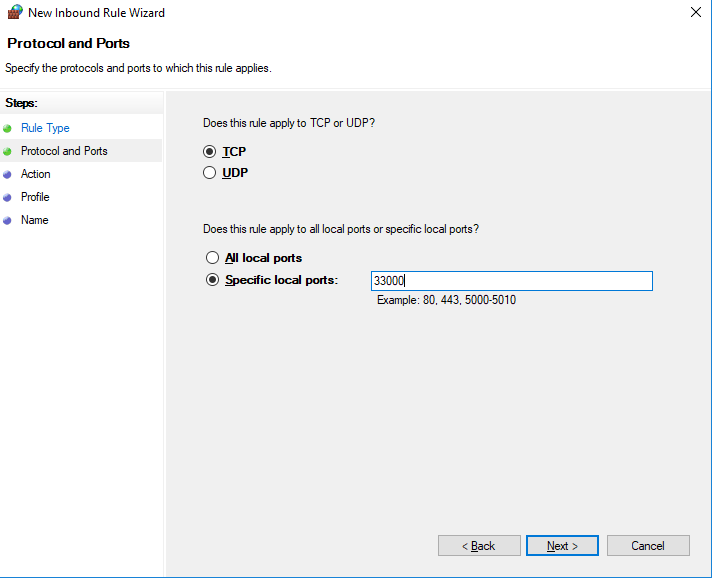 New Inbound Rule Wizard
Protocol and Ports
Specify the protocols and ports to which this rule applies.
Steps:
Rule Type
Protocol and Ports
Action
Profile
Name
Does this rule apply to TCP or UDP?
TCP
UDP
Does this rule apply to all local ports or specific local ports?
All local ports
Specific local ports: 33000
Example: 80, 443, 5000-5010
< Back Next > Cancel